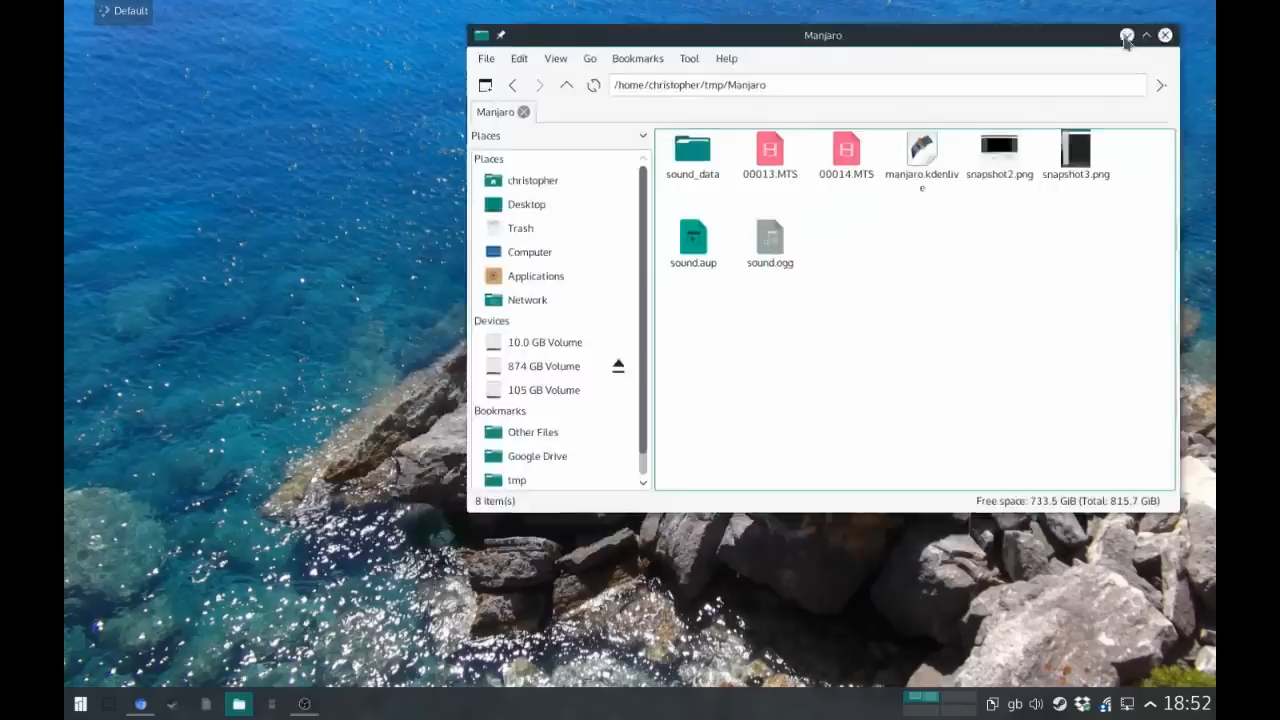 Default
Manjaro
File Edit View Go Bookmarks Tool Help
/home/christopher/tmp/Manjaro
Manjaro
Places
Places
christopher
Desktop
Trash
Computer
Applications
Network
Devices
10.0 GB Volume
874 GB Volume
105 GB Volume
Bookmarks
Other Files
Google Drive
tmp
sound_data
00013.MTS
00014.MTS
manjaro.kdenliv
e
snapshot2.png
snapshot3.png
sound.aup
sound.ogg
8 item(s)
Free space: 733.5 GiB (Total: 815.7 GiB)
gb
18:52